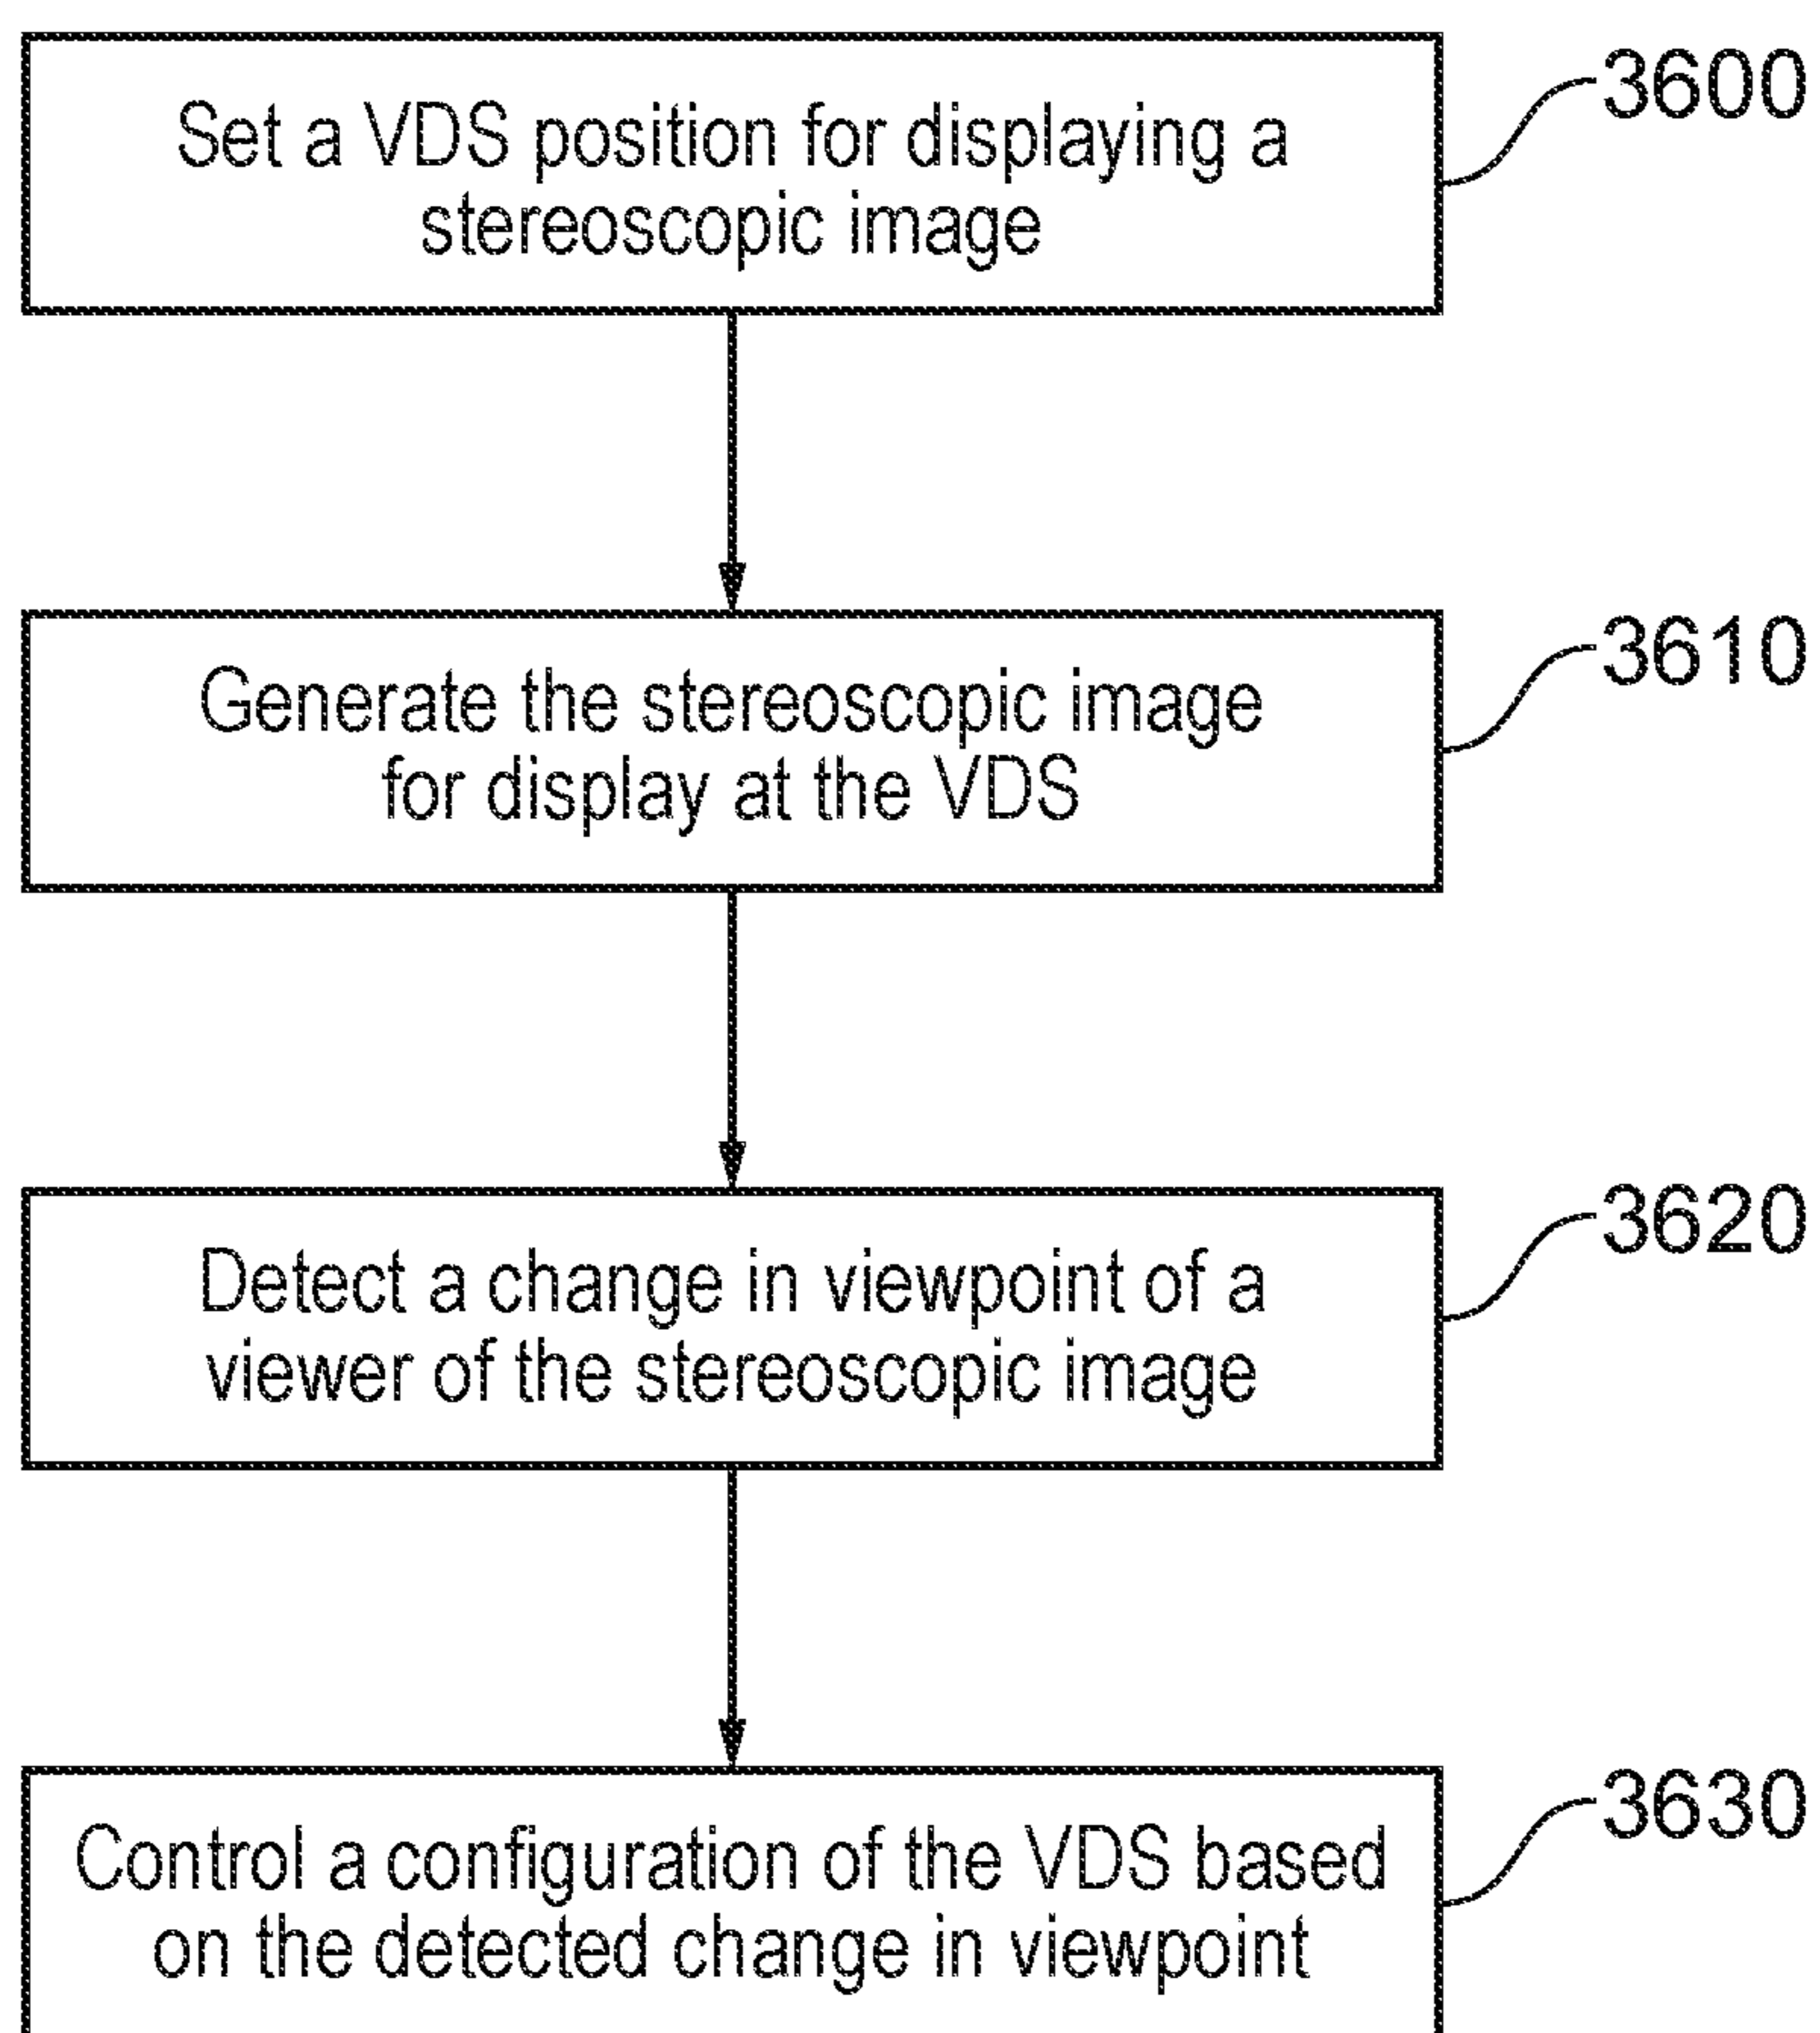 Set a VDS position for displaying a
stereoscopic image
3600
Generate the stereoscopic image
for display at the VDS
3610
Detect a change in viewpoint of a
viewer of the stereoscopic image
3620
Control a configuration of the VDS based
on the detected change in viewpoint
3630